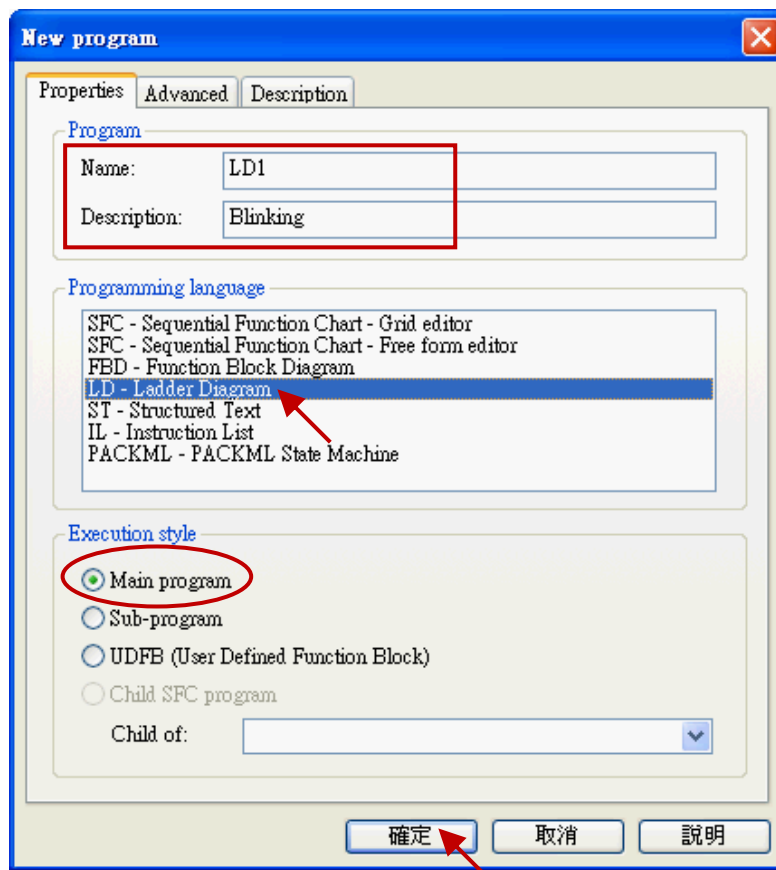 New program
Properties Advanced Description
Program
Name: LD1
Description: Blinking
Programming language
SFC - Sequential Function Chart - Grid editor
SFC - Sequential Function Chart - Free form editor
FBD - Function Block Diagram
LD - Ladder Diagram
ST - Structured Text
IL - Instruction List
PACKML - PACKML State Machine
Execution style
Main program
Sub-program
UDFB (User Defined Function Block)
Child SFC program
Child of:
確定 取消 說明